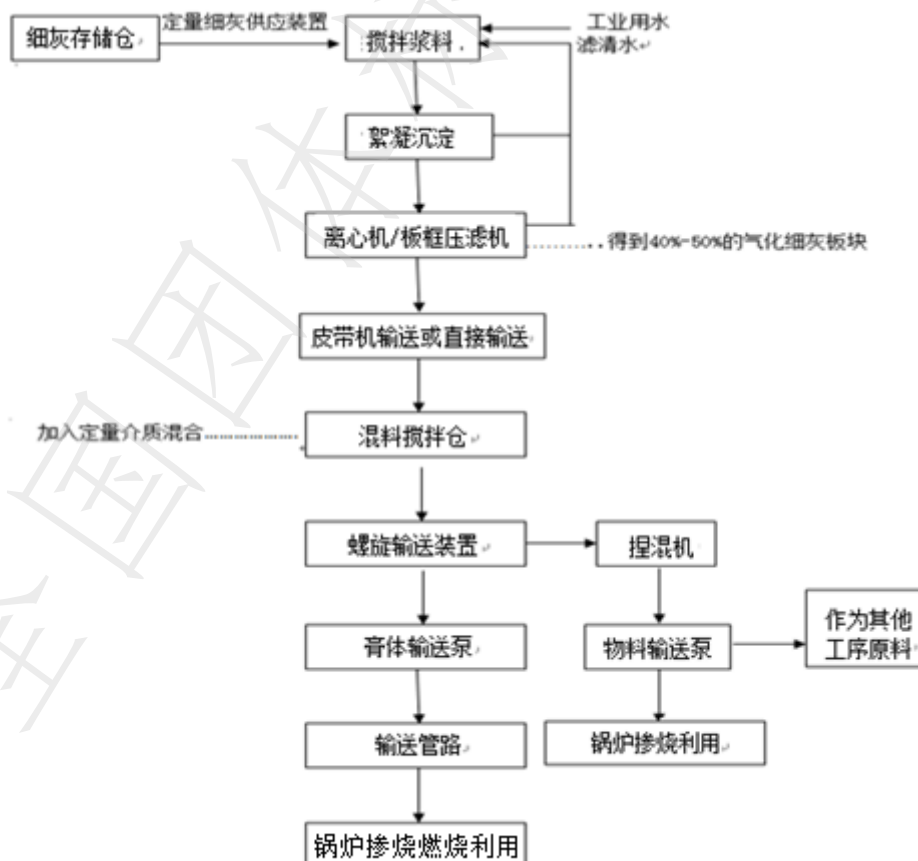 细灰存储仓
定量细灰供应装置
搅拌浆料
工业用水
滤清水
絮凝沉淀
离心机/板框压滤机
得到40%-50%的气化细灰板块
皮带机输送或直接输送
加入定量介质混合
混料搅拌仓
螺旋输送装置
捏混机
膏体输送泵
物料输送泵
作为其他
工序原料
输送管路
锅炉掺烧利用
锅炉掺烧燃烧利用
全国团体标